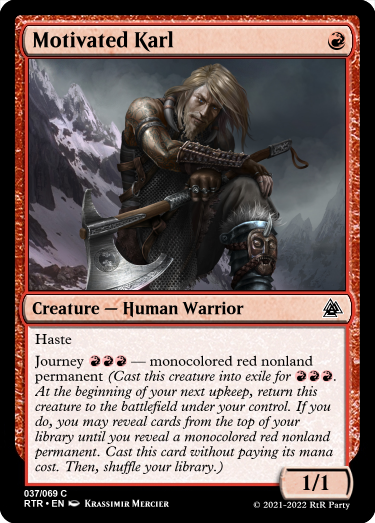 Motivated Karl
Creature — Human Warrior
Haste
Journey — monocolored red nonland
permanent (Cast this creature into exile for .
At the beginning of your next upkeep, return this
creature to the battlefield under your control. If you
do, you may reveal cards from the top of your
library until you reveal a monocolored red nonland
permanent. Cast this card without paying its mana
cost. Then, shuffle your library.)
1/1
037/069 C
RTR • EN Krassimir Mercier
© 2021-2022 RtR Party